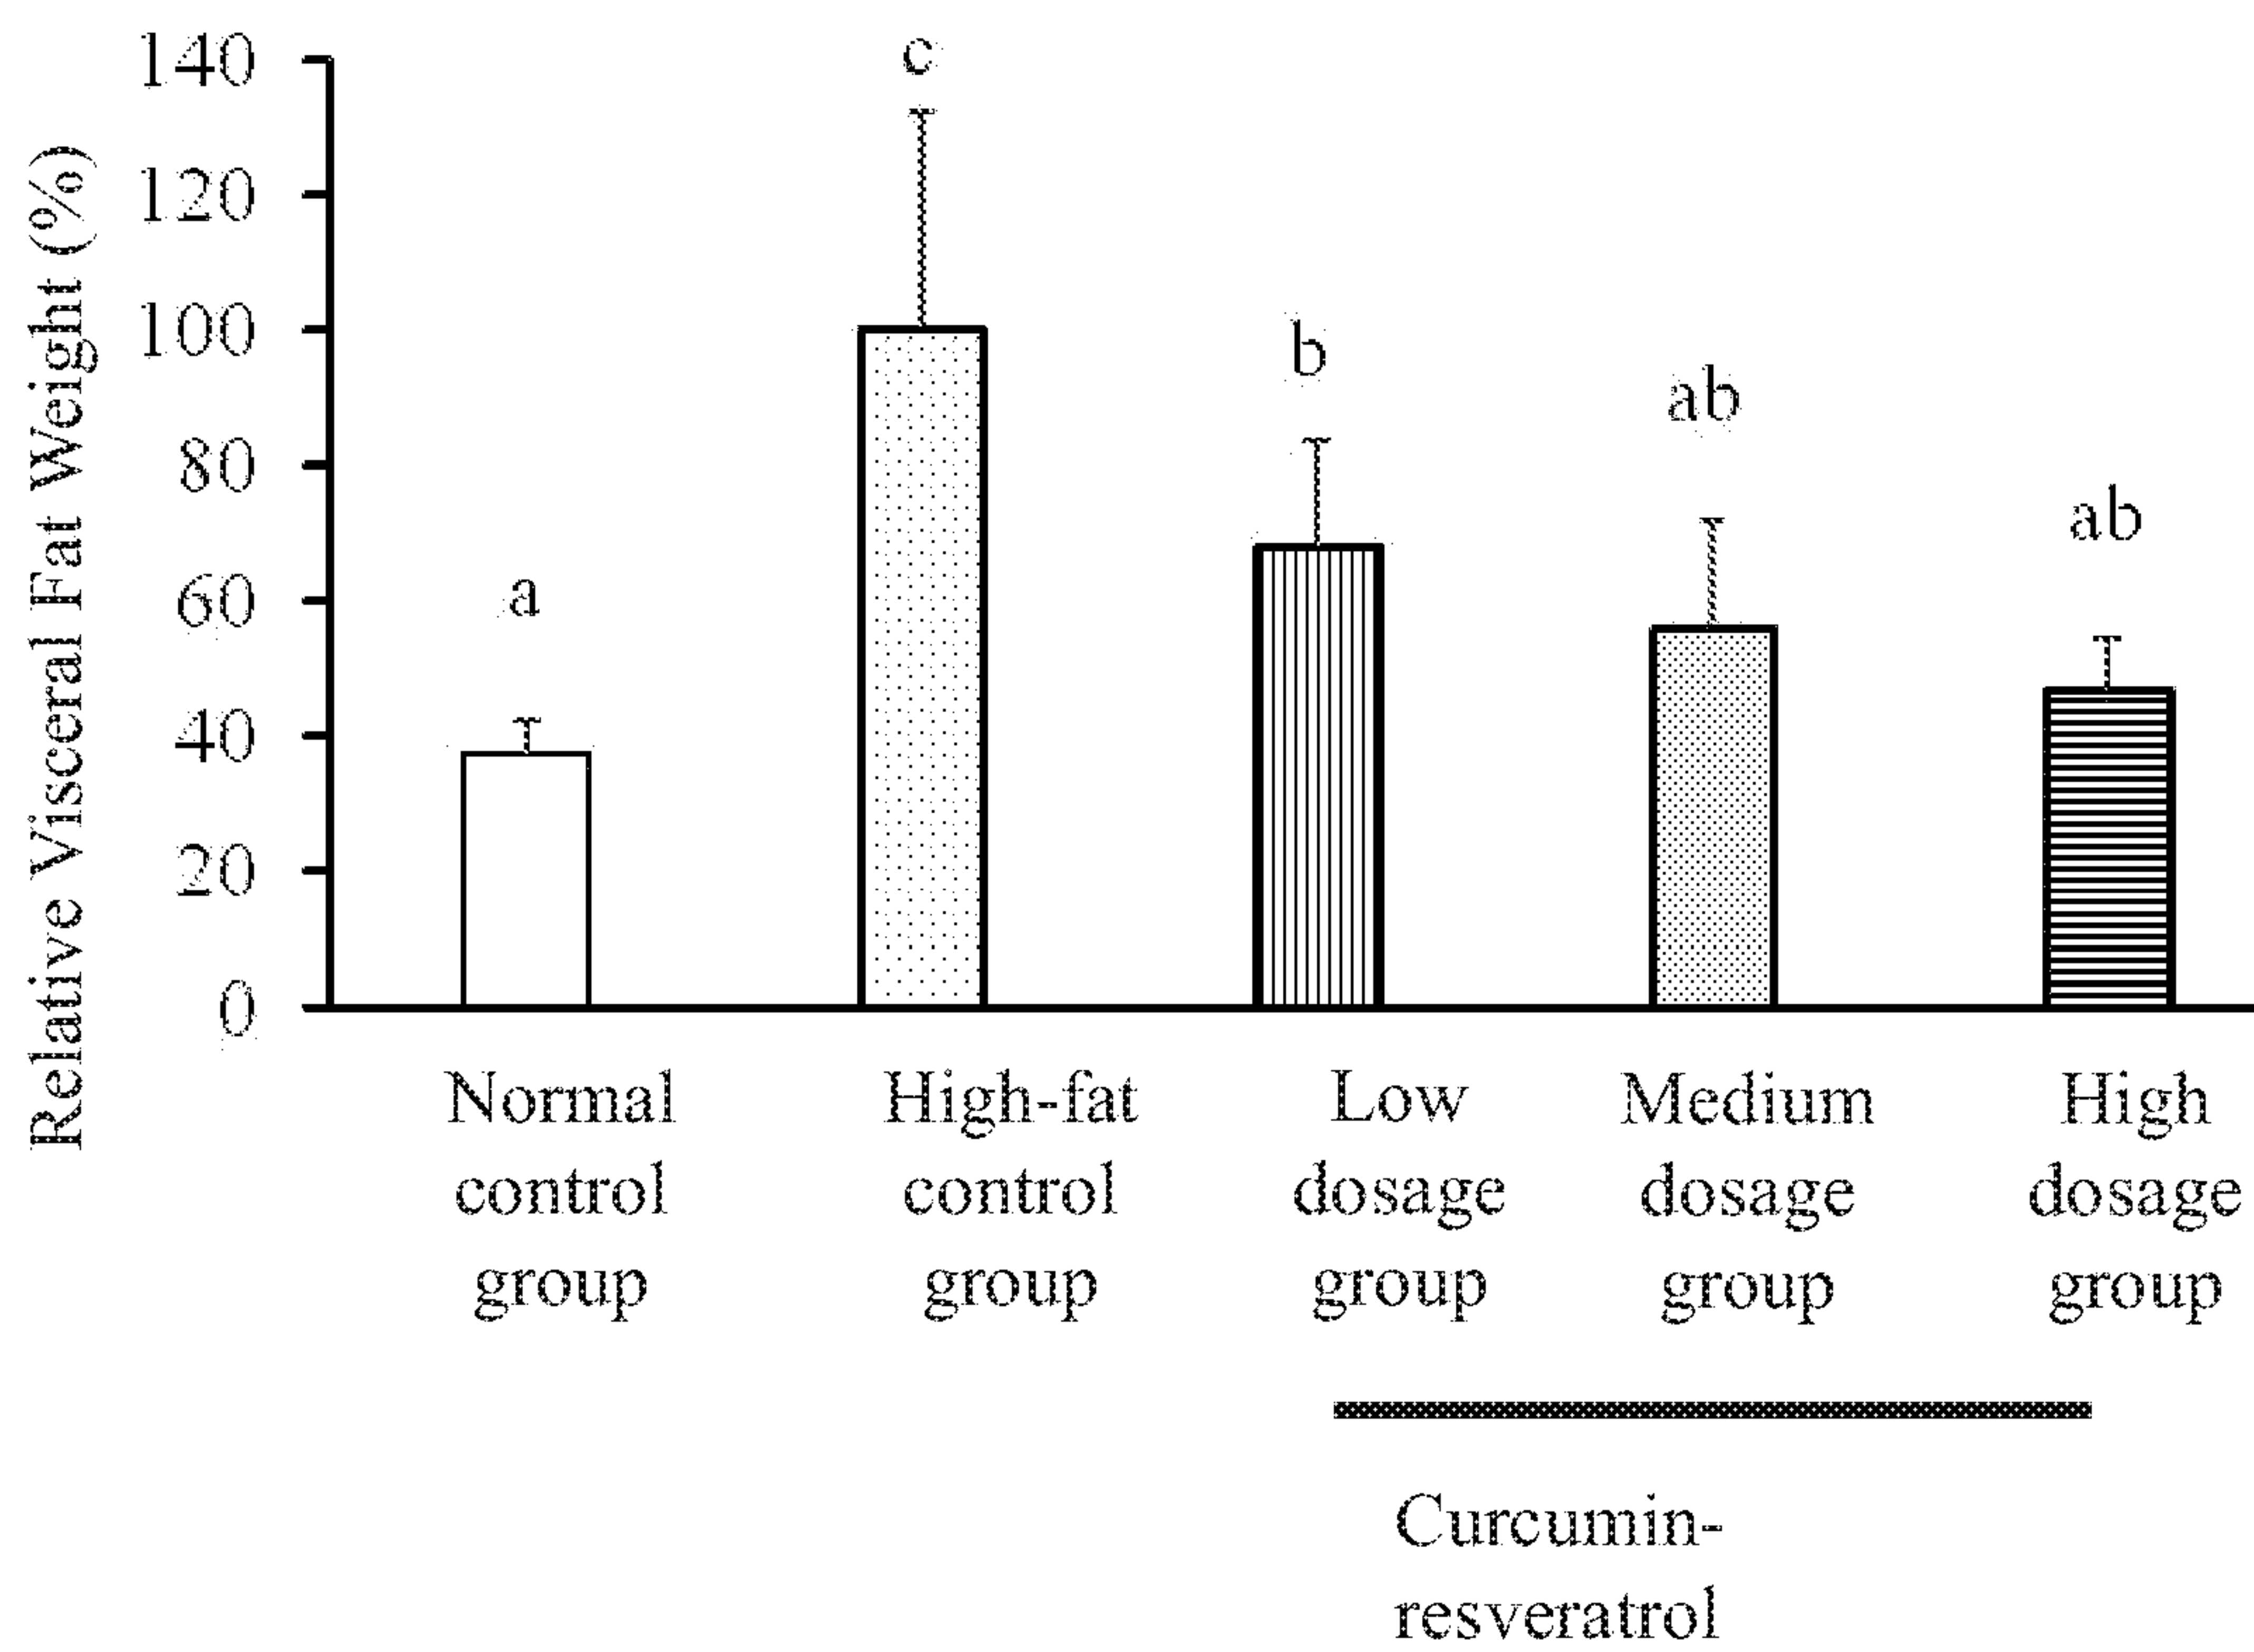 Relative Visceral Fat Weight (%)
140
120
100
80
60
40
20
0
a
c
b
ab
ab
Normal control group
High-fat control group
Low dosage group
Medium dosage group
High dosage group
Curcumin-
resveratrol